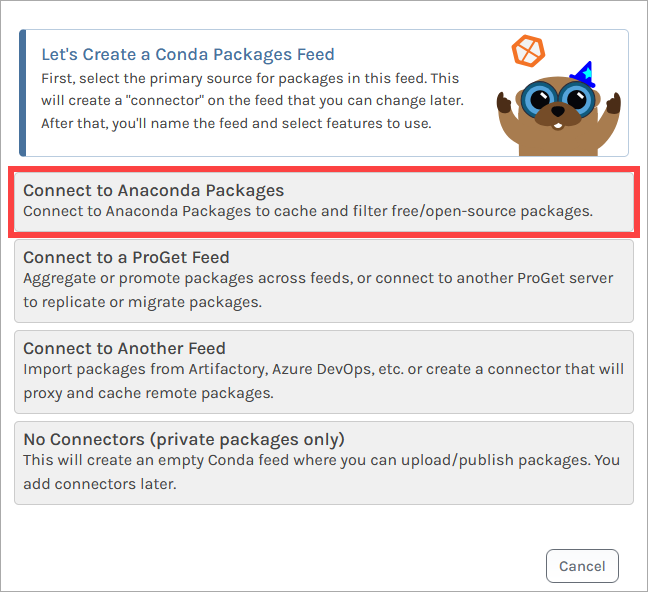 Let's Create a Conda Packages Feed
First, select the primary source for packages in this feed. This
will create a "connector" on the feed that you can change later.
After that, you'll name the feed and select features to use.
Connect to Anaconda Packages
Connect to Anaconda Packages to cache and filter free/open-source packages.
Connect to a ProGet Feed
Aggregate or promote packages across feeds, or connect to another ProGet server
to replicate or migrate packages.
Connect to Another Feed
Import packages from Artifactory, Azure DevOps, etc. or create a connector that will
proxy and cache remote packages.
No Connectors (private packages only)
This will create an empty Conda feed where you can upload/publish packages. You
add connectors later.
Cancel